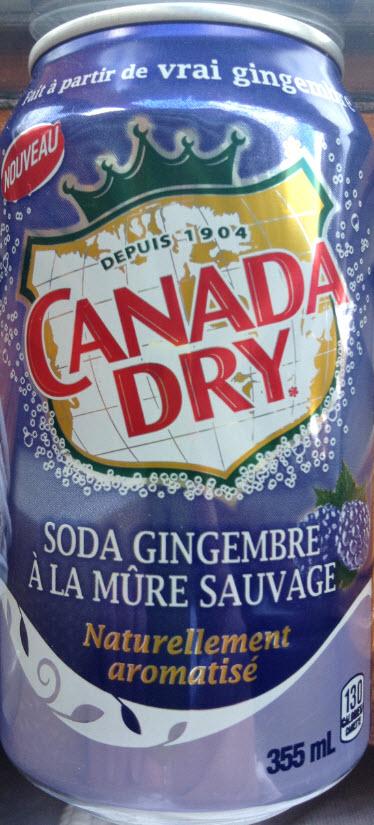 Fait à partir de vrai gingembre
NOUVEAU
DEPUIS 1904
CANADA
DRY
SODA GINGEMBRE
À LA MÛRE SAUVAGE
Naturellement
aromatisé
130
355 mL